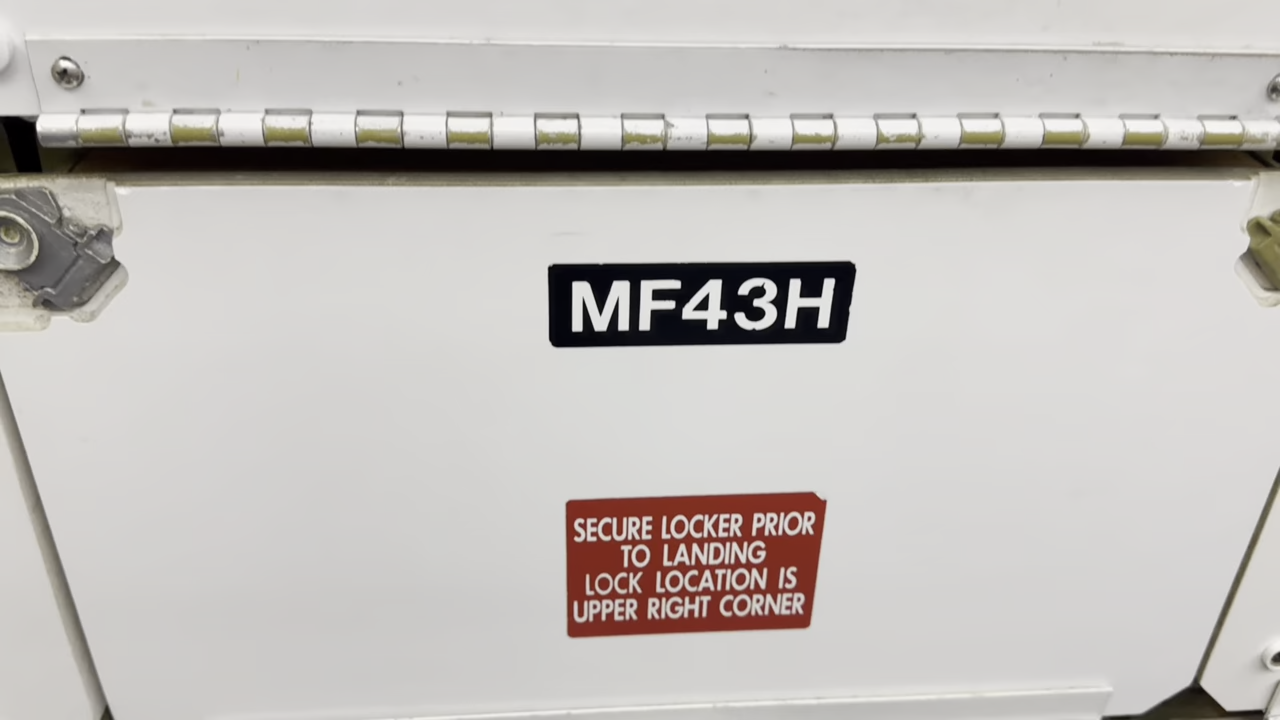 MF43H
SECURE LOCKER PRIOR
TO LANDING
LOCK LOCATION IS
UPPER RIGHT CORNER